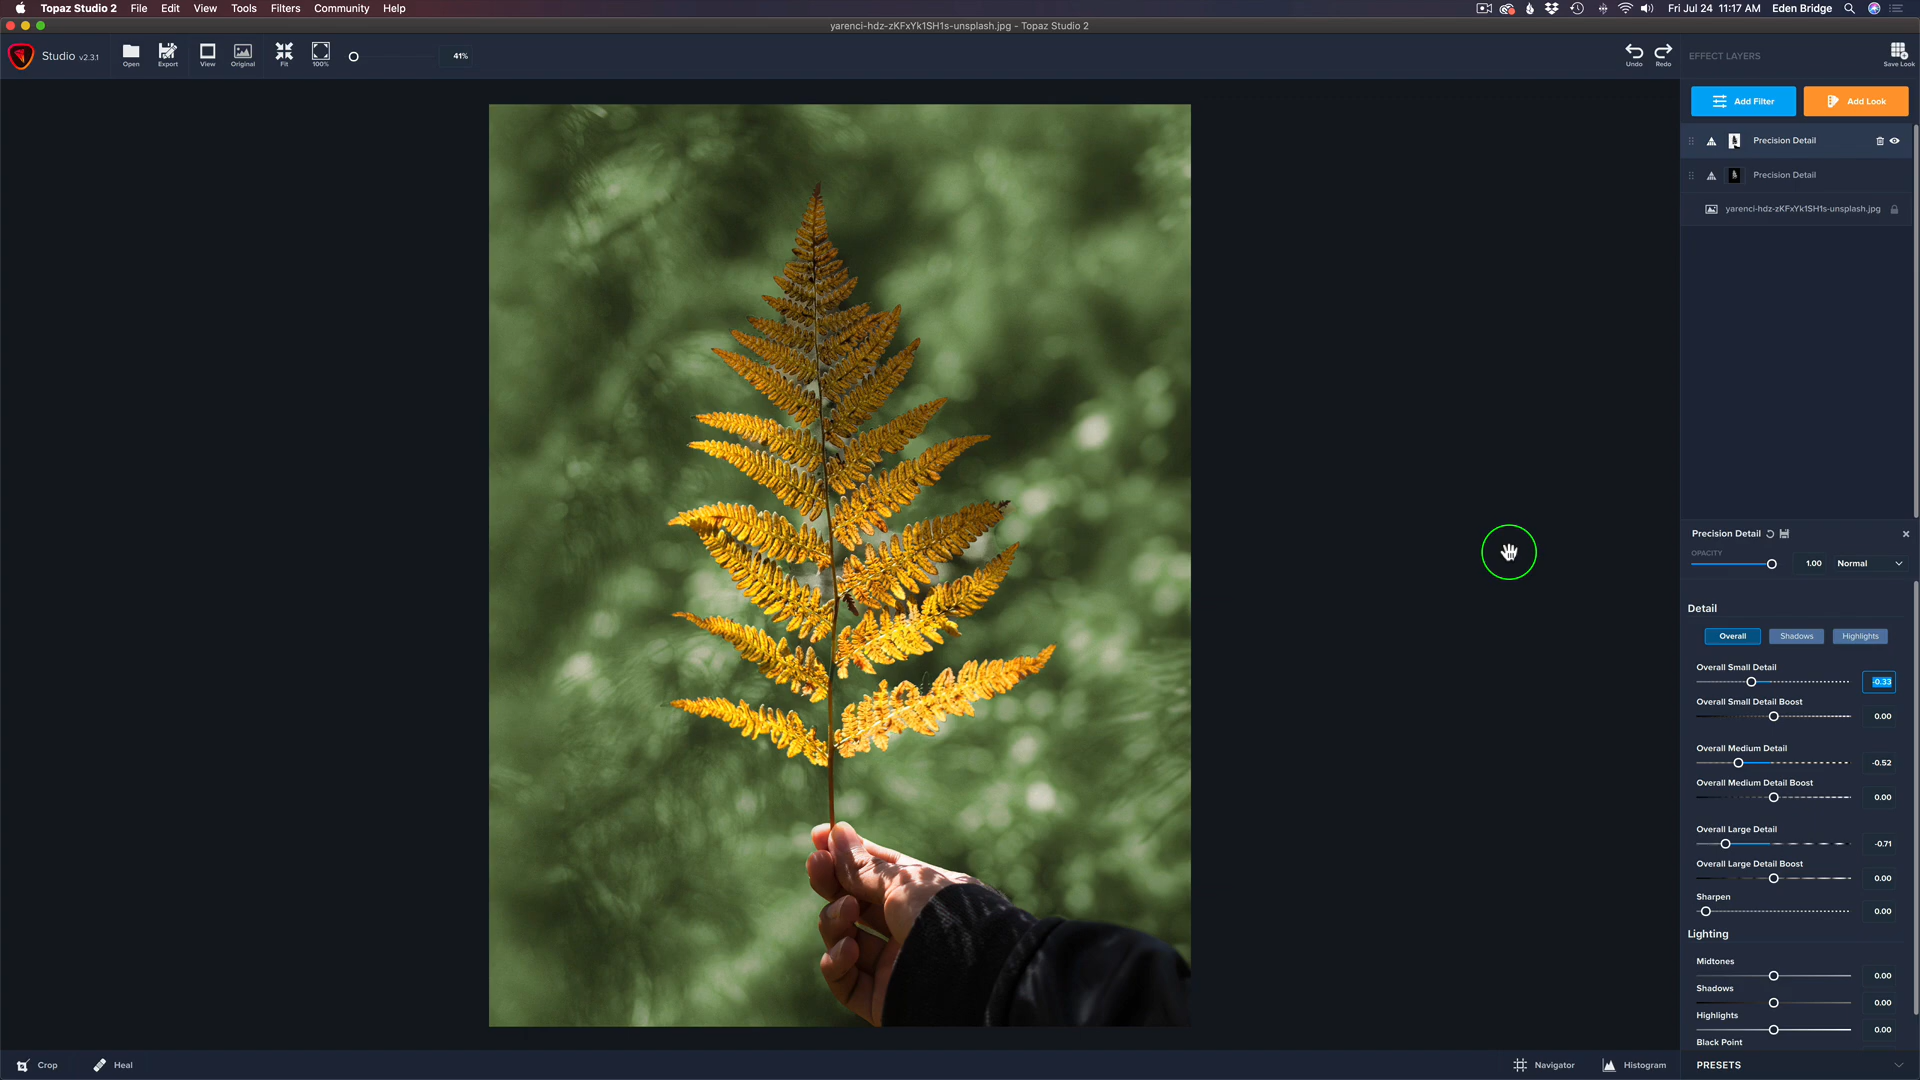 Topaz Studio 2 File Edit View Tools Filters Community Help
Fri Jul 24 11:17 AM Eden Bridge
yarenci-hdz-zKFxYk1SH1s-unsplash.jpg - Topaz Studio 2
Studio v2.3.1
Open Export View Original Fit 100% 41%
Undo Redo
EFFECT LAYERS
Save Look
Add Filter Add Look
Precision Detail
Precision Detail
yarenci-hdz-zKFxYk1SH1s-unsplash.jpg
Precision Detail
OPACITY
1.00 Normal
Detail
Overall Shadows Highlights
Overall Small Detail
-0.33
Overall Small Detail Boost
0.00
Overall Medium Detail
-0.52
Overall Medium Detail Boost
0.00
Overall Large Detail
-0.71
Overall Large Detail Boost
0.00
Sharpen
0.00
Lighting
Midtones
0.00
Shadows
0.00
Highlights
0.00
Black Point
Crop Heal
Navigator Histogram
PRESETS